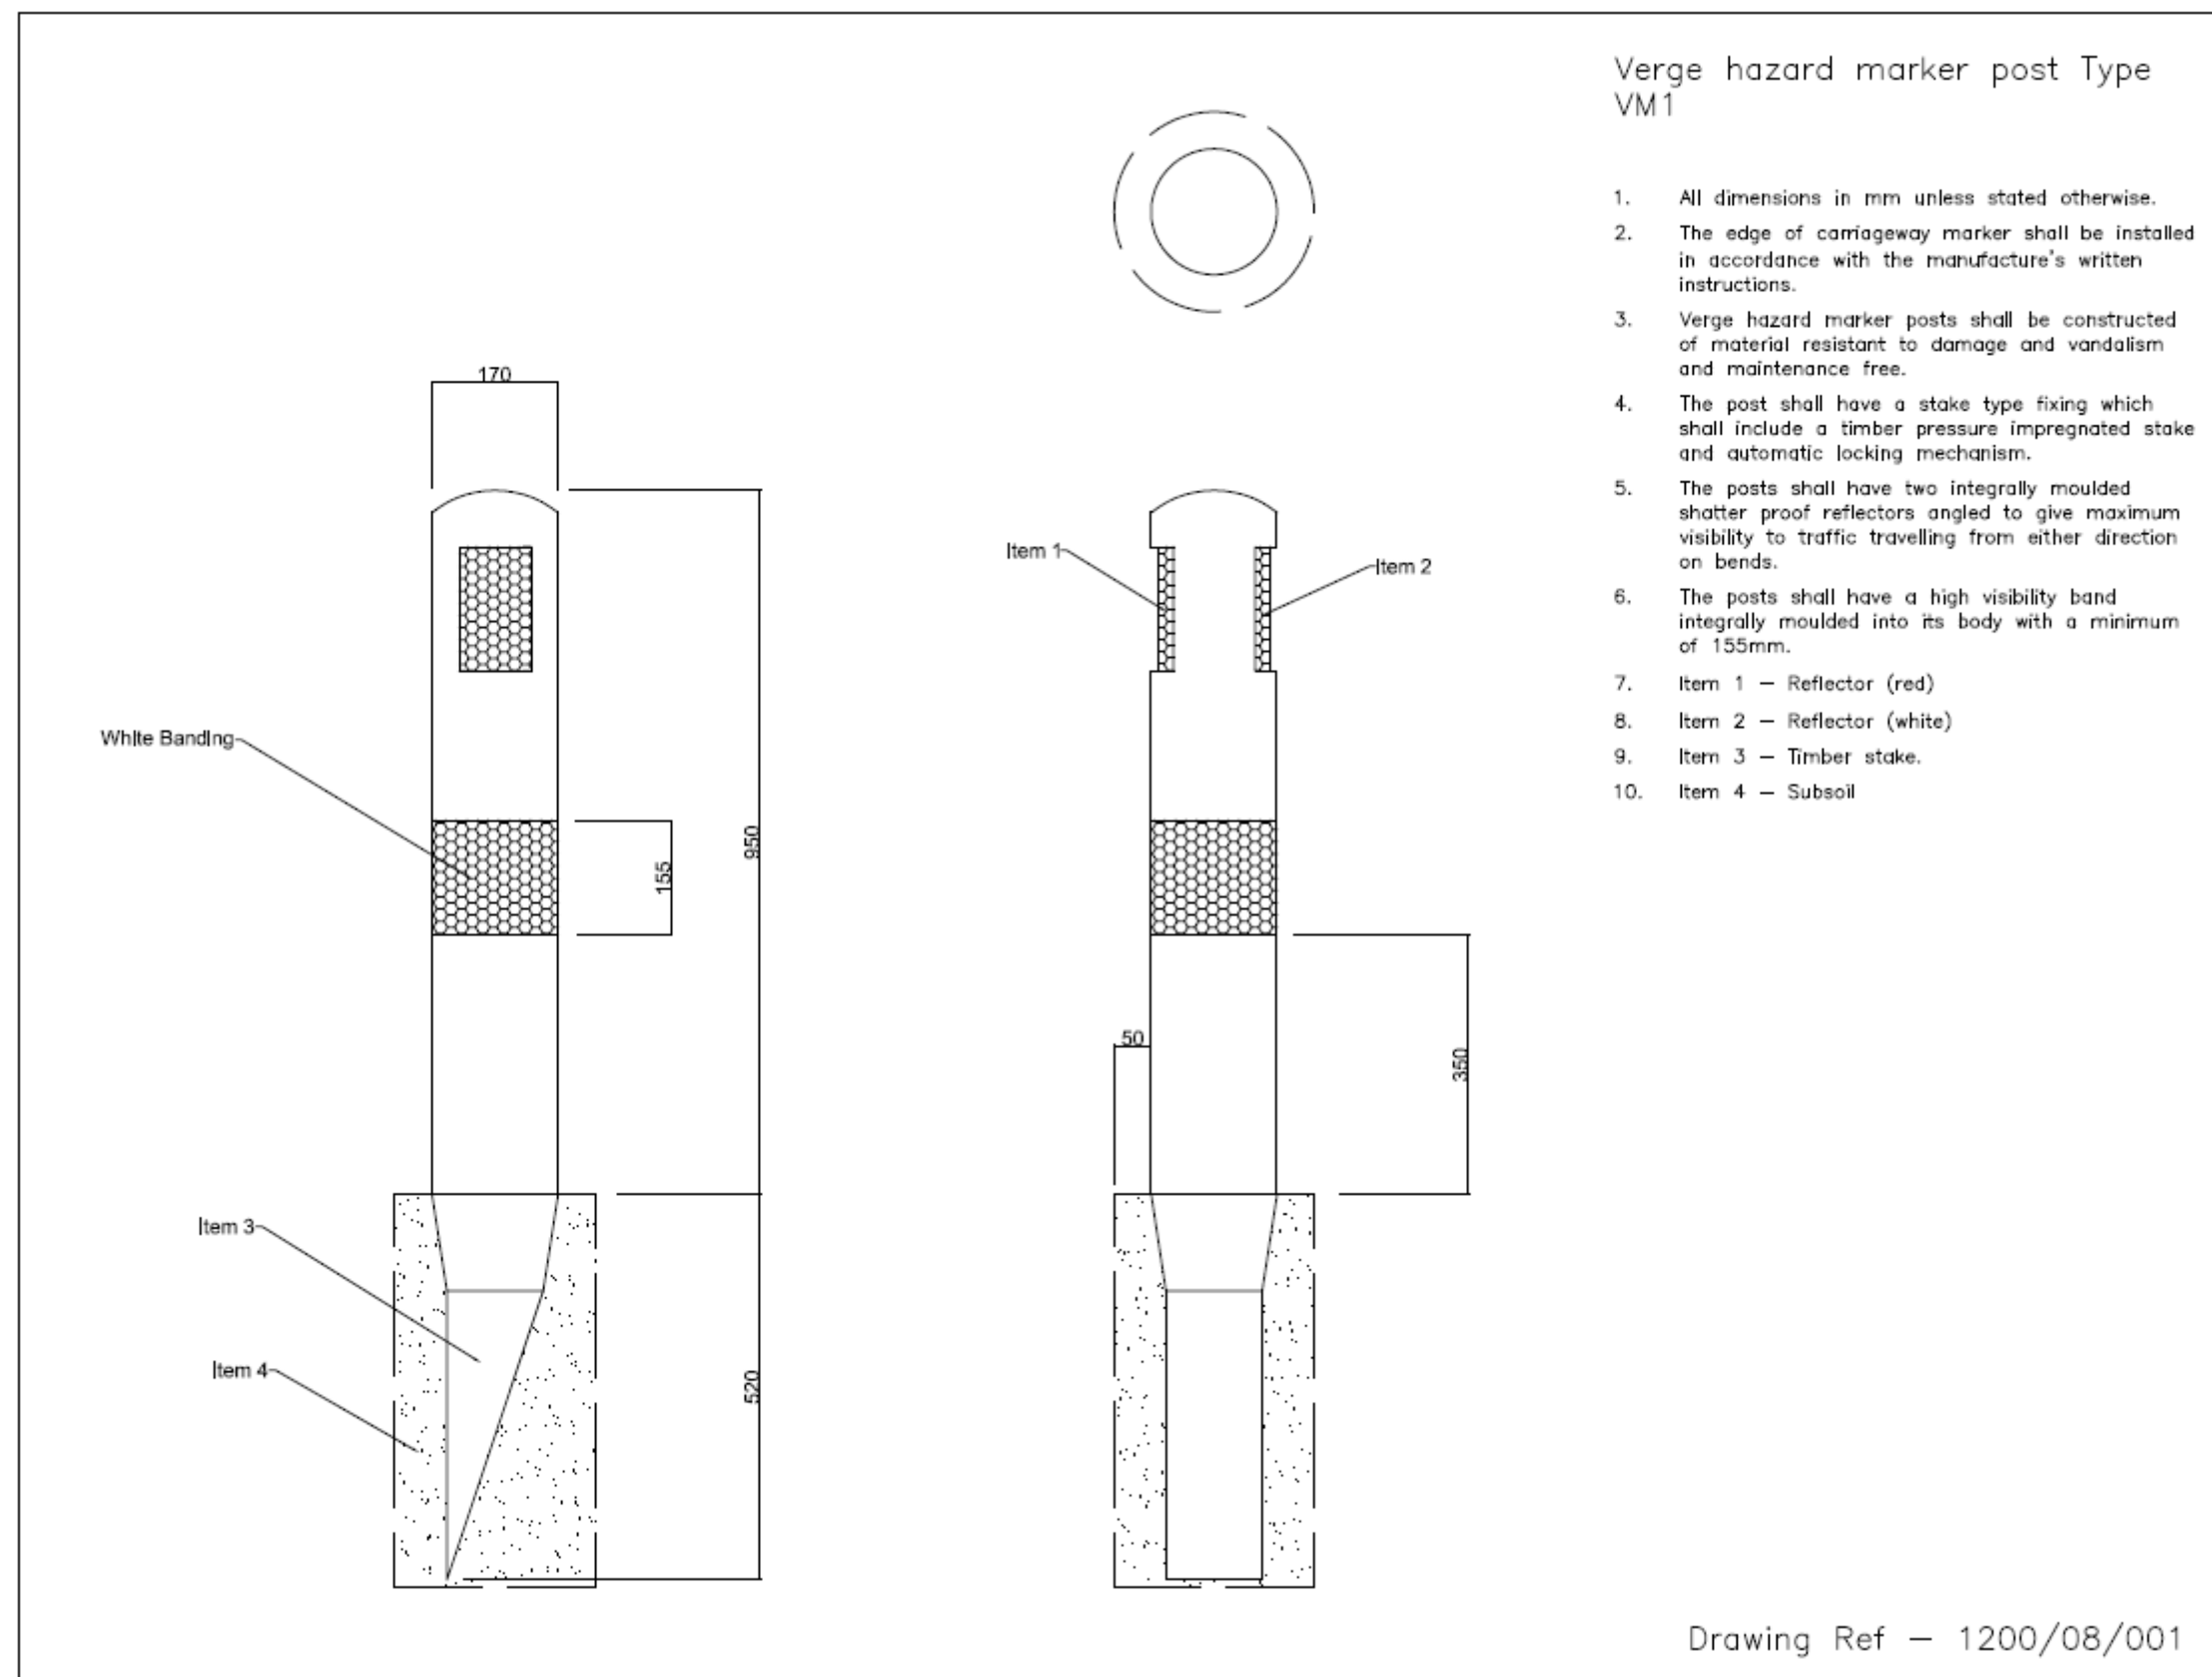 Verge hazard marker post Type
VM1
1. All dimensions in mm unless stated otherwise.
2. The edge of carriageway marker shall be installed
in accordance with the manufacture's written
instructions.
3. Verge hazard marker posts shall be constructed
of material resistant to damage and vandalism
and maintenance free.
4. The post shall have a stake type fixing which
shall include a timber pressure impregnated stake
and automatic locking mechanism.
5. The posts shall have two integrally moulded
shatter proof reflectors angled to give maximum
visibility to traffic travelling from either direction
on bends.
6. The posts shall have a high visibility band
integrally moulded into its body with a minimum
of 155mm.
7. Item 1 – Reflector (red)
8. Item 2 – Reflector (white)
9. Item 3 – Timber stake.
10. Item 4 – Subsoil
170
White Banding
155
950
Item 3
Item 4
520
Item 1
Item 2
50
350
Drawing Ref – 1200/08/001